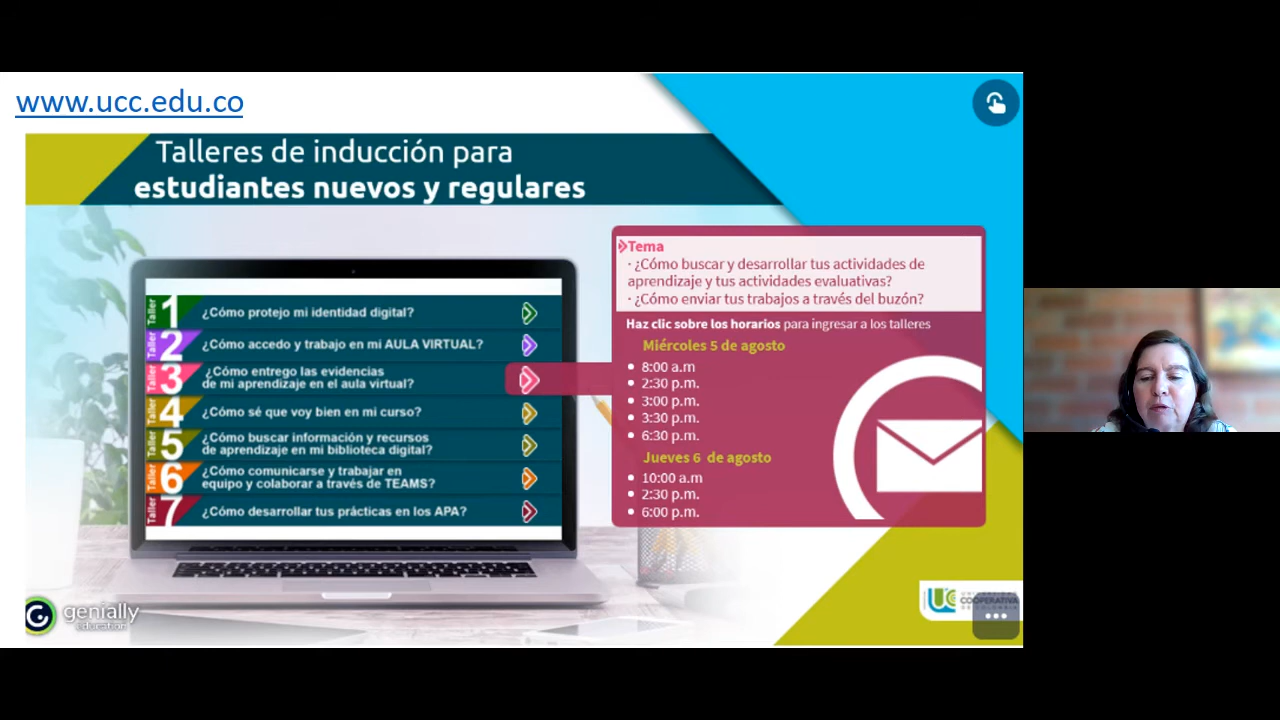 www.ucc.edu.co
Talleres de inducción para
estudiantes nuevos y regulares
Taller 1 ¿Cómo protejo mi identidad digital?
Taller 2 ¿Cómo accedo y trabajo en mi AULA VIRTUAL?
Taller 3 ¿Cómo entrego las evidencias
de mi aprendizaje en el aula virtual?
Taller 4 ¿Cómo sé que voy bien en mi curso?
Taller 5 ¿Cómo buscar información y recursos
de aprendizaje en mi biblioteca digital?
Taller 6 ¿Cómo comunicarse y trabajar en
equipo y colaborar a través de TEAMS?
Taller 7 ¿Cómo desarrollar tus prácticas en los APA?
Tema
· ¿Cómo buscar y desarrollar tus actividades de
aprendizaje y tus actividades evaluativas?
· ¿Cómo enviar tus trabajos a través del buzón?
Haz clic sobre los horarios para ingresar a los talleres
Miércoles 5 de agosto
• 8:00 a.m
• 2:30 p.m.
• 3:00 p.m.
• 3:30 p.m.
• 6:30 p.m.
Jueves 6 de agosto
• 10:00 a.m
• 2:30 p.m.
• 6:00 p.m.
genially
education
UCC
COOPERATIVA